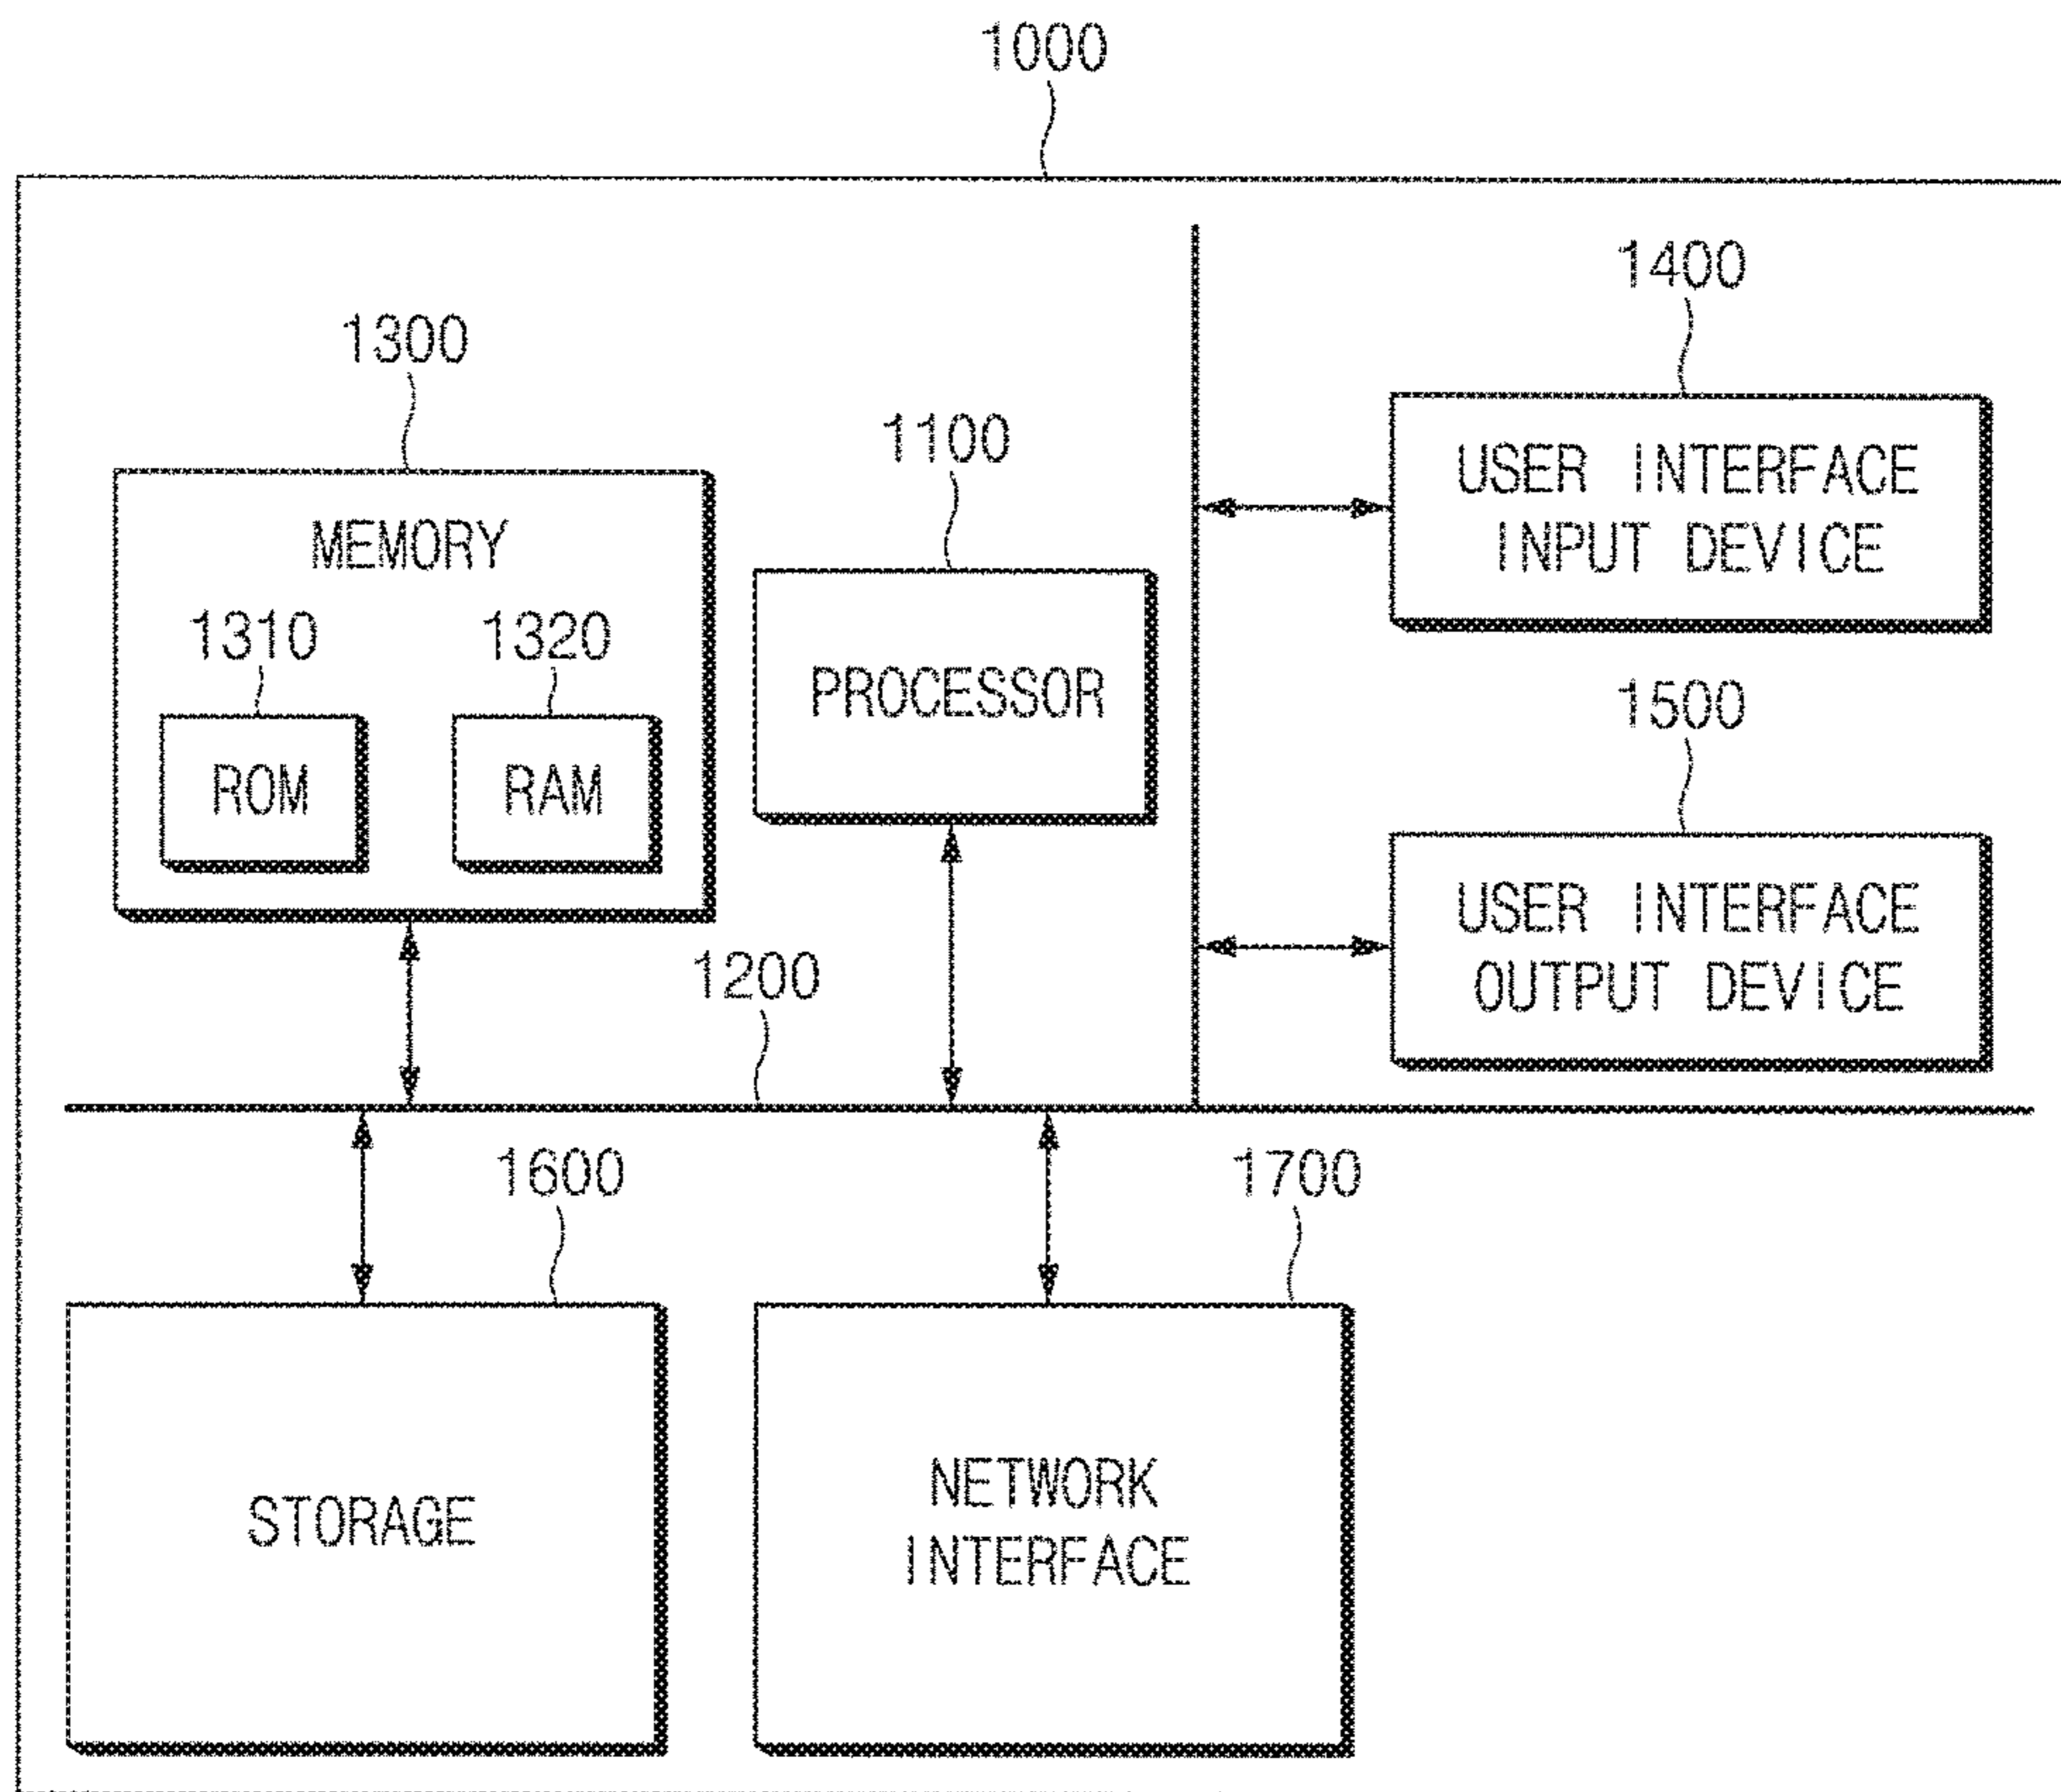 1000
1400
1300
1100
USER INTERFACE
INPUT DEVICE
MEMORY
1310
1320
PROCESSOR
1500
ROM
RAM
USER INTERFACE
OUTPUT DEVICE
1200
1600
1700
STORAGE
NETWORK
INTERFACE